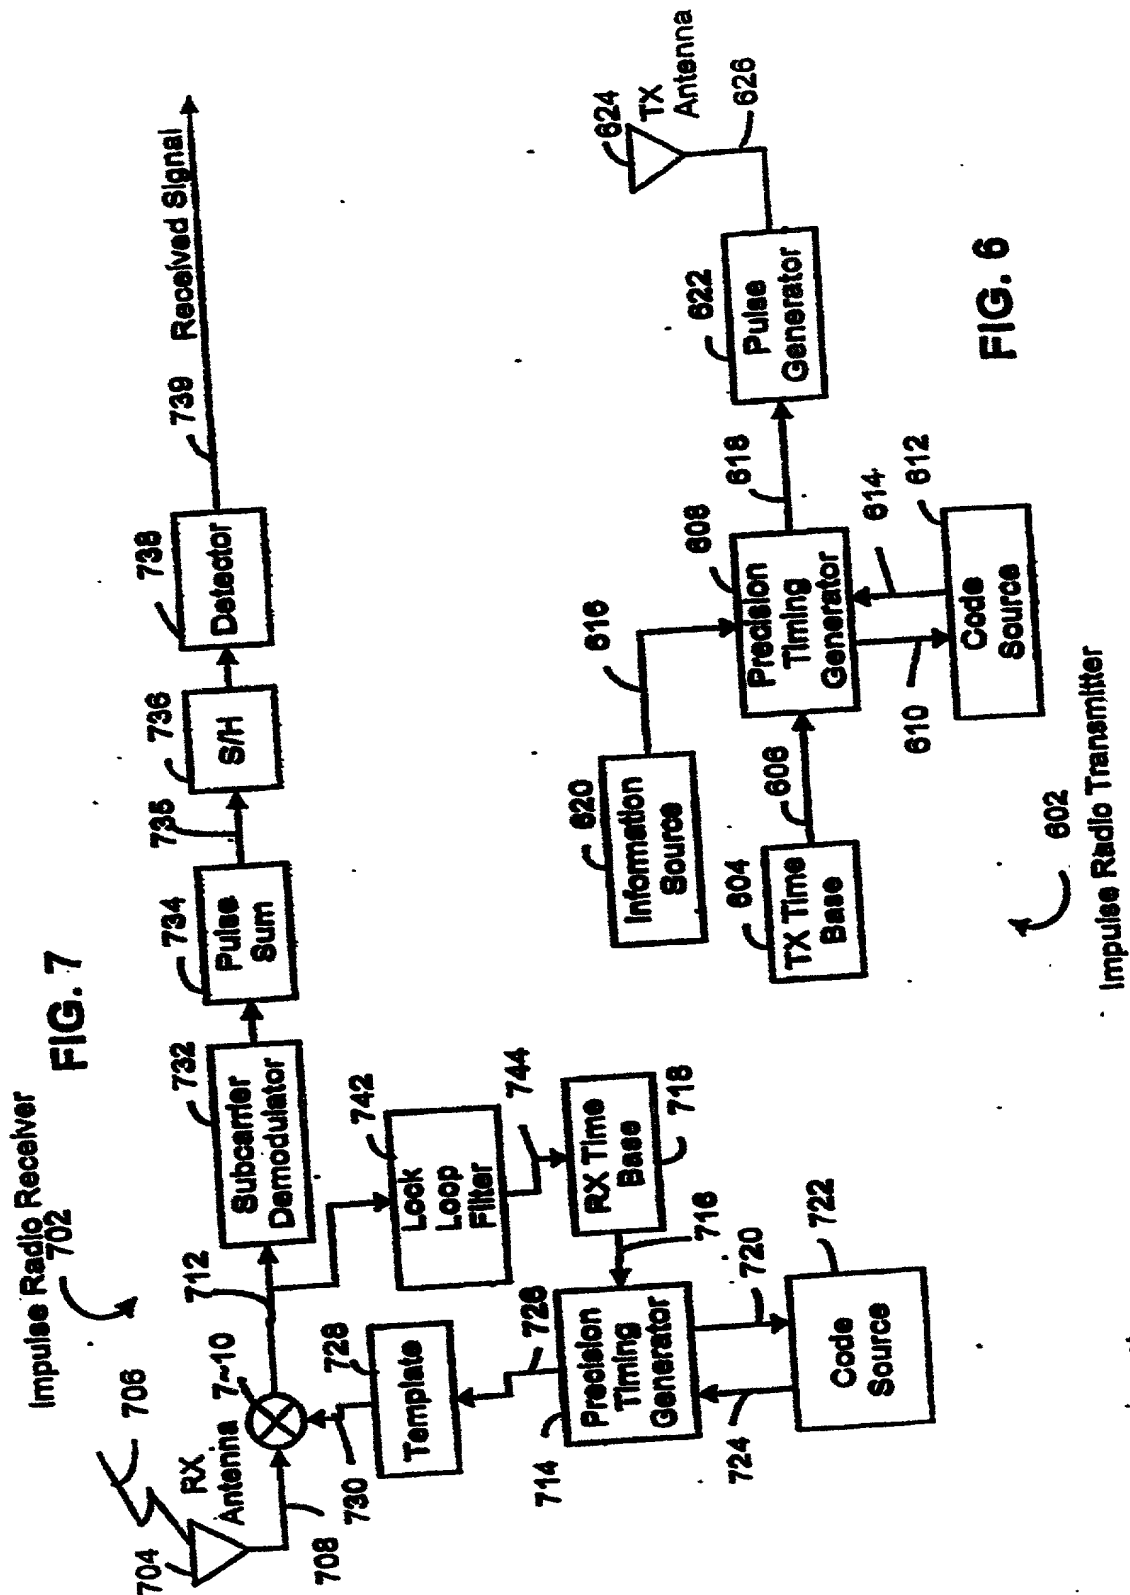 Impulse Radio Receiver
702
FIG. 7
706
704
RX
Antenna
7~10
708
712
730
Template
728
726
Subcarrier
Demodulator
732
Pulse
Sum
734
735
S/H
736
Detector
738
739
Received Signal
Lock
Loop
Filter
742
744
RX Time
Base
718
716
Precision
Timing
Generator
714
720
724
Code
Source
722
Information
Source
620
616
TX Time
Base
604
606
Precision
Timing
Generator
608
618
Pulse
Generator
622
624
TX
Antenna
626
610
614
Code
Source
612
602
Impulse Radio Transmitter
FIG. 6